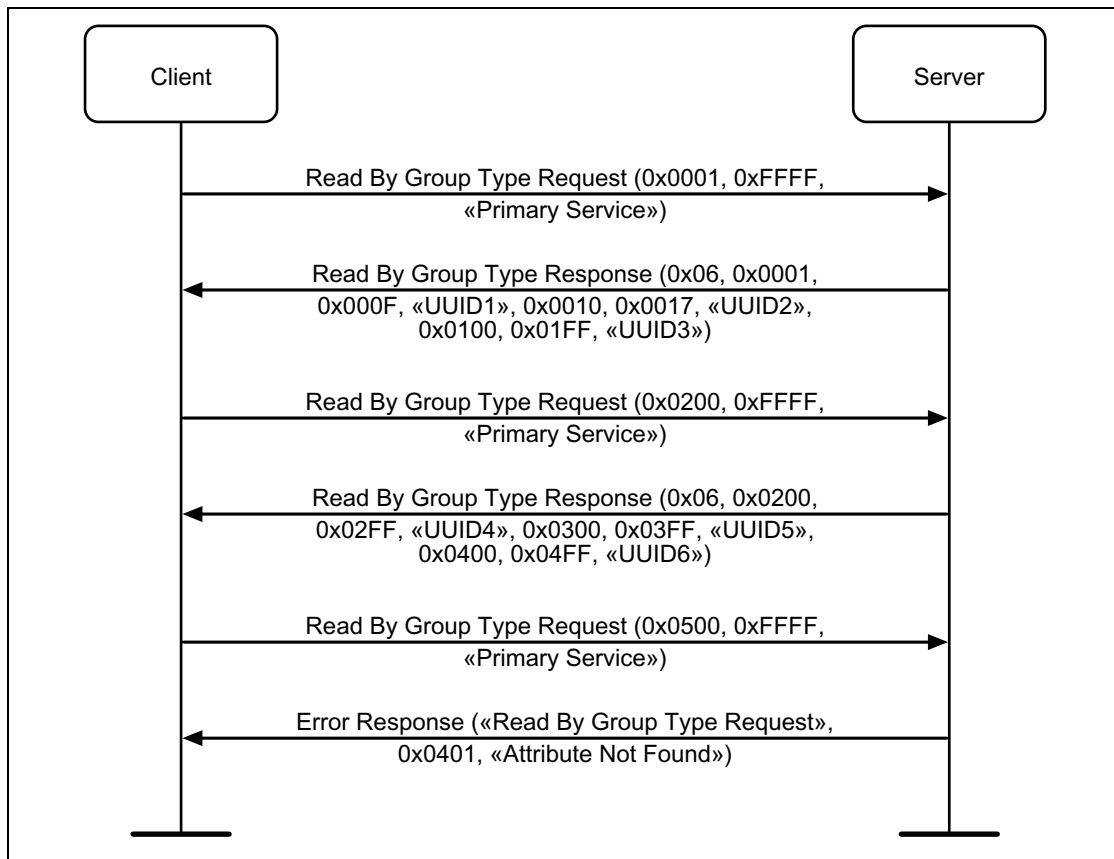 Client
Server
Read By Group Type Request (0x0001, 0xFFFF,
«Primary Service»)
Read By Group Type Response (0x06, 0x0001,
0x000F, «UUID1», 0x0010, 0x0017, «UUID2»,
0x0100, 0x01FF, «UUID3»)
Read By Group Type Request (0x0200, 0xFFFF,
«Primary Service»)
Read By Group Type Response (0x06, 0x0200,
0x02FF, «UUID4», 0x0300, 0x03FF, «UUID5»,
0x0400, 0x04FF, «UUID6»)
Read By Group Type Request (0x0500, 0xFFFF,
«Primary Service»)
Error Response («Read By Group Type Request»,
0x0401, «Attribute Not Found»)